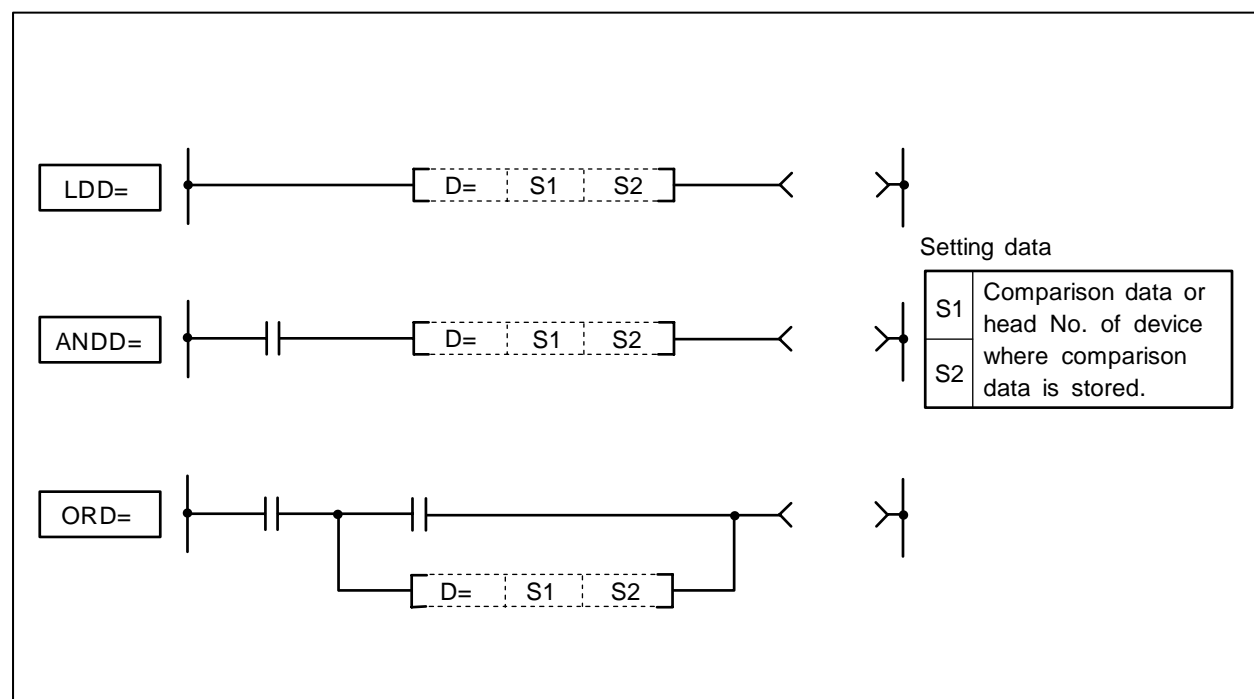 LDD=
D= S1 S2
Setting data
S1
S2
Comparison data or
head No. of device
where comparison
data is stored.
ANDD=
D= S1 S2
ORD=
D= S1 S2